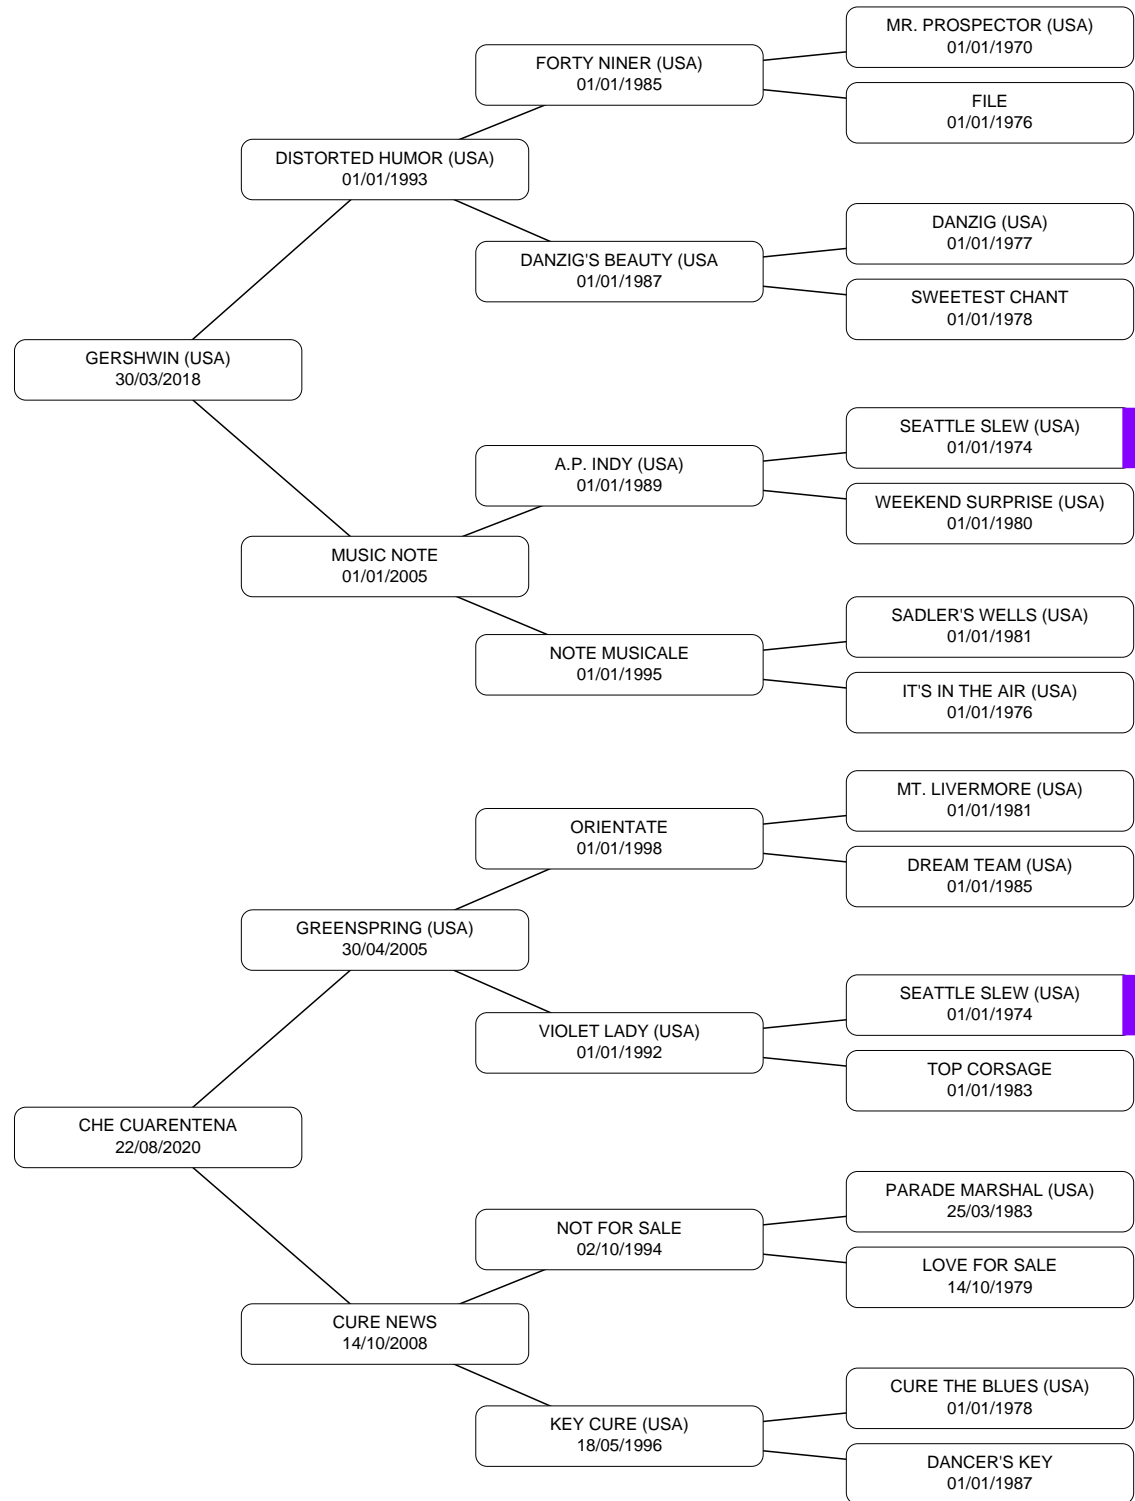 MR. PROSPECTOR (USA)
01/01/1970
FORTY NINER (USA)
01/01/1985
FILE
01/01/1976
DISTORTED HUMOR (USA)
01/01/1993
DANZIG (USA)
01/01/1977
DANZIG'S BEAUTY (USA
01/01/1987
SWEETEST CHANT
01/01/1978
GERSHWIN (USA)
30/03/2018
SEATTLE SLEW (USA)
01/01/1974
A.P. INDY (USA)
01/01/1989
WEEKEND SURPRISE (USA)
01/01/1980
MUSIC NOTE
01/01/2005
SADLER'S WELLS (USA)
01/01/1981
NOTE MUSICALE
01/01/1995
IT'S IN THE AIR (USA)
01/01/1976
MT. LIVERMORE (USA)
01/01/1981
ORIENTATE
01/01/1998
DREAM TEAM (USA)
01/01/1985
GREENSPRING (USA)
30/04/2005
SEATTLE SLEW (USA)
01/01/1974
VIOLET LADY (USA)
01/01/1992
TOP CORSAGE
01/01/1983
CHE CUARENTENA
22/08/2020
PARADE MARSHAL (USA)
25/03/1983
NOT FOR SALE
02/10/1994
LOVE FOR SALE
14/10/1979
CURE NEWS
14/10/2008
CURE THE BLUES (USA)
01/01/1978
KEY CURE (USA)
18/05/1996
DANCER'S KEY
01/01/1987